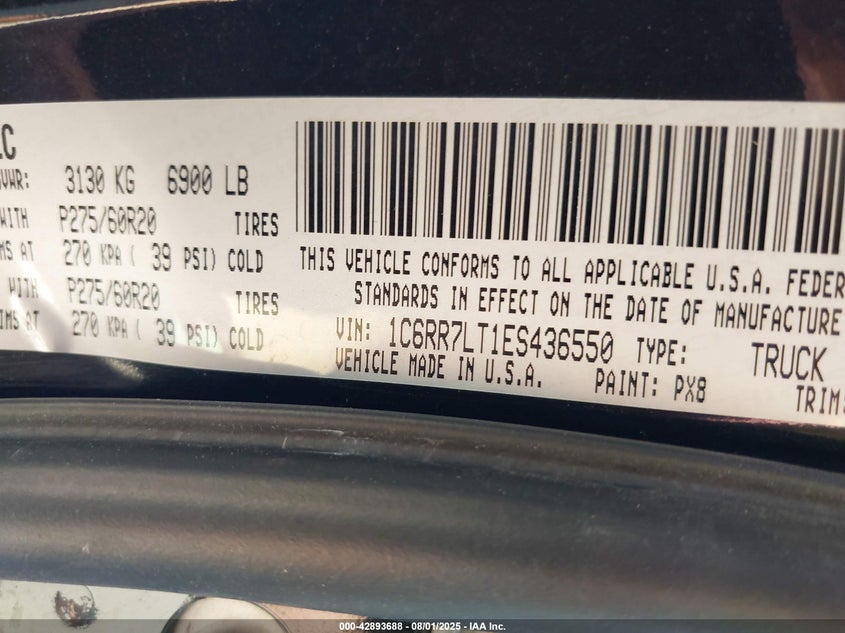 LC
GVWR: 3130 KG 6900 LB
WITH P275/60R20 TIRES
RIMS AT 270 KPA ( 39 PSI) COLD
WITH P275/60R20 TIRES
RIMS AT 270 KPA ( 39 PSI) COLD
THIS VEHICLE CONFORMS TO ALL APPLICABLE U.S.A. FEDER
STANDARDS IN EFFECT ON THE DATE OF MANUFACTURE
VIN: 1C6RR7LT1ES436550 TYPE: TRUCK
VEHICLE MADE IN U.S.A. PAINT: PX8 TRIM:
000-42893688 - 08/01/2025 - IAA Inc.